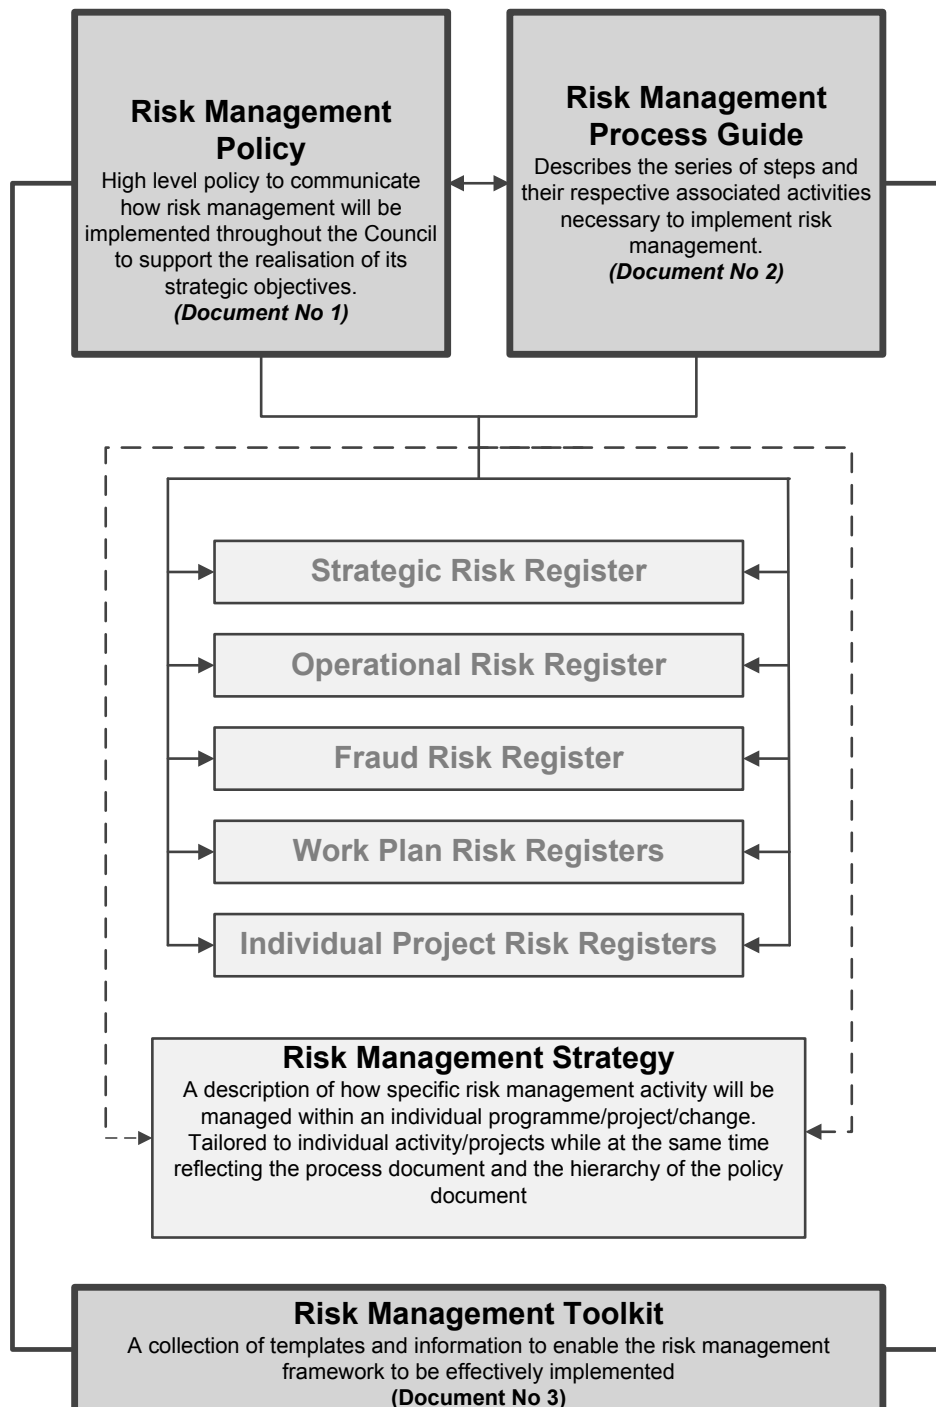 Risk Management
Policy
High level policy to communicate
how risk management will be
implemented throughout the Council
to support the realisation of its
strategic objectives.
(Document No 1)
Risk Management
Process Guide
Describes the series of steps and
their respective associated activities
necessary to implement risk
management.
(Document No 2)
Strategic Risk Register
Operational Risk Register
Fraud Risk Register
Work Plan Risk Registers
Individual Project Risk Registers
Risk Management Strategy
A description of how specific risk management activity will be
managed within an individual programme/project/change.
Tailored to individual activity/projects while at the same time
reflecting the process document and the hierarchy of the policy
document
Risk Management Toolkit
A collection of templates and information to enable the risk management
framework to be effectively implemented
(Document No 3)